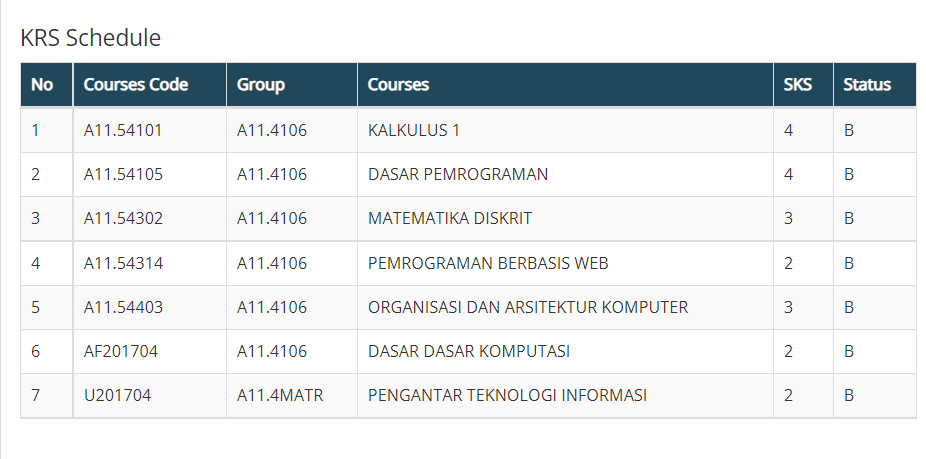 KRS Schedule
No Courses Code Group Courses SKS Status
1 A11.54101 A11.4106 KALKULUS 1 4 B
2 A11.54105 A11.4106 DASAR PEMROGRAMAN 4 B
3 A11.54302 A11.4106 MATEMATIKA DISKRIT 3 B
4 A11.54314 A11.4106 PEMROGRAMAN BERBASIS WEB 2 B
5 A11.54403 A11.4106 ORGANISASI DAN ARSITEKTUR KOMPUTER 3 B
6 AF201704 A11.4106 DASAR DASAR KOMPUTASI 2 B
7 U201704 A11.4MATR PENGANTAR TEKNOLOGI INFORMASI 2 B